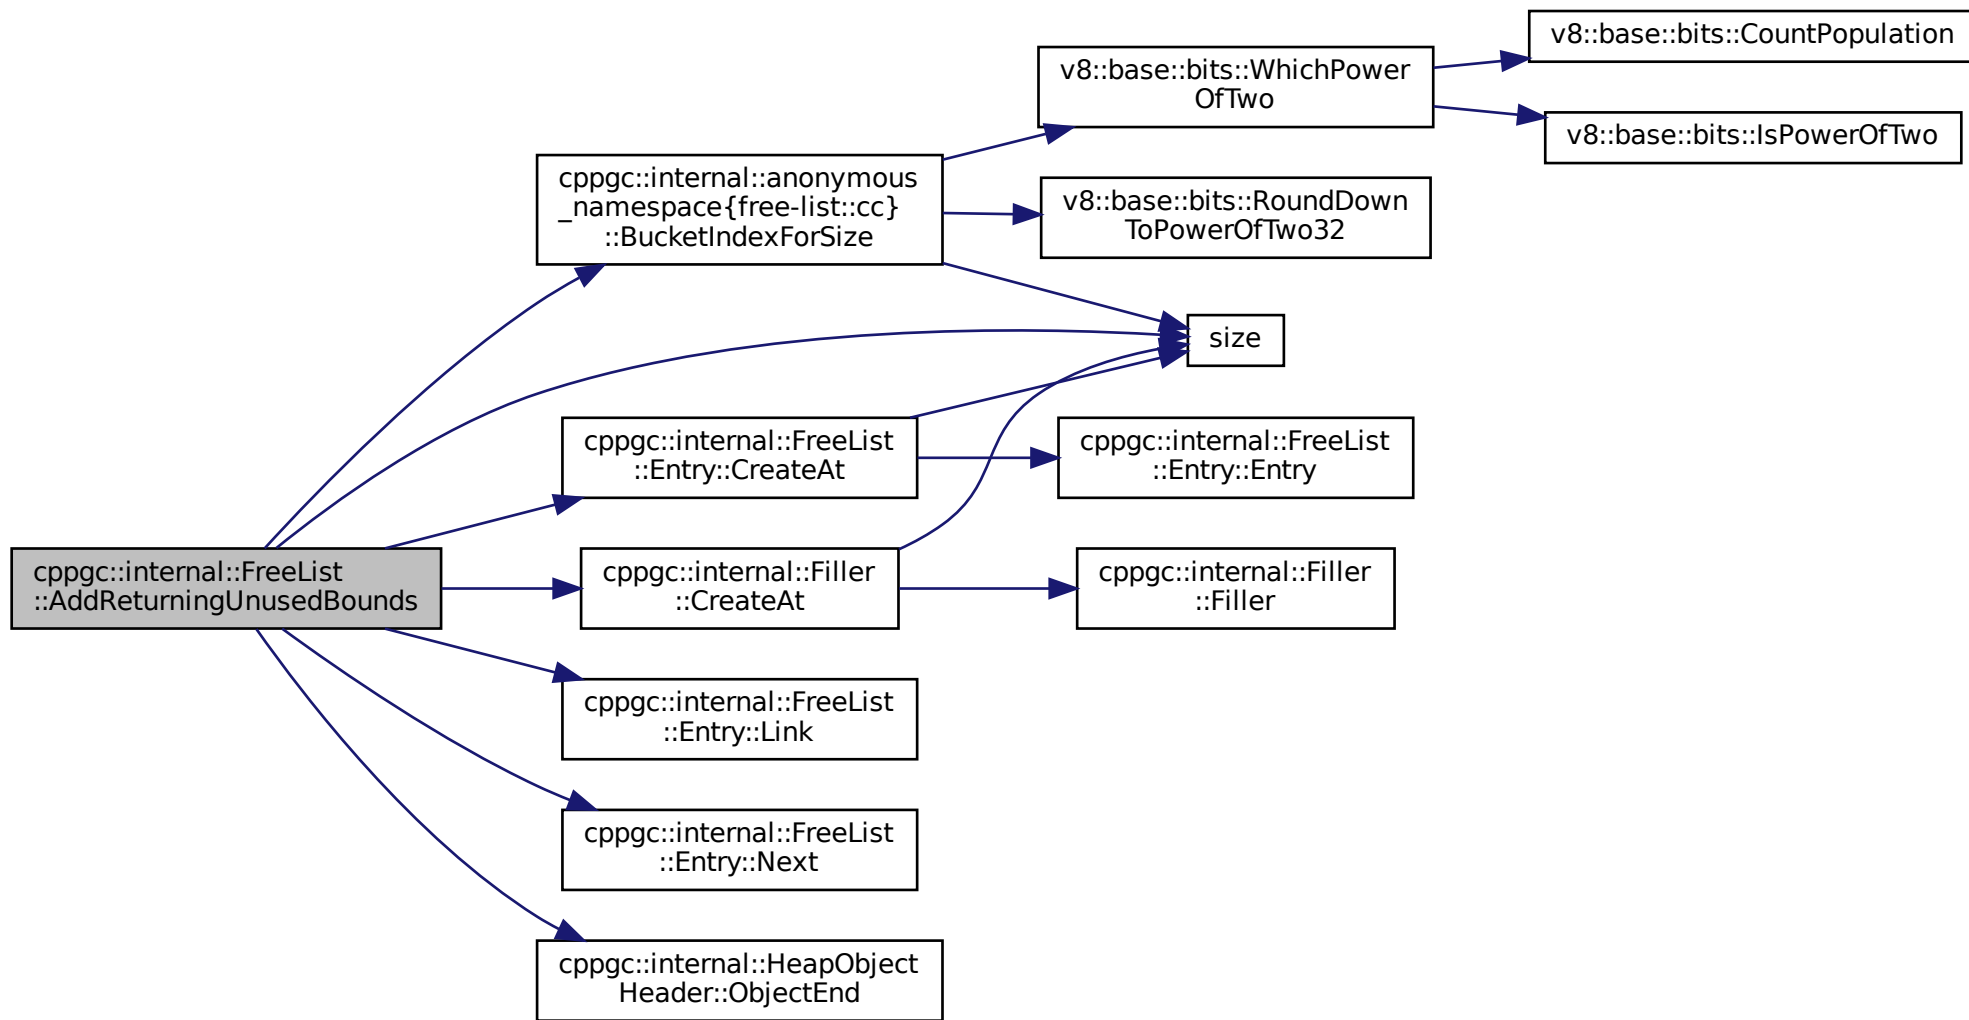 v8::base::bits::CountPopulation
v8::base::bits::WhichPower
OfTwo
v8::base::bits::IsPowerOfTwo
cppgc::internal::anonymous
_namespace{free-list::cc}
::BucketIndexForSize
v8::base::bits::RoundDown
ToPowerOfTwo32
size
cppgc::internal::FreeList
::Entry::CreateAt
cppgc::internal::FreeList
::Entry::Entry
cppgc::internal::FreeList
::AddReturningUnusedBounds
cppgc::internal::Filler
::CreateAt
cppgc::internal::Filler
::Filler
cppgc::internal::FreeList
::Entry::Link
cppgc::internal::FreeList
::Entry::Next
cppgc::internal::HeapObject
Header::ObjectEnd